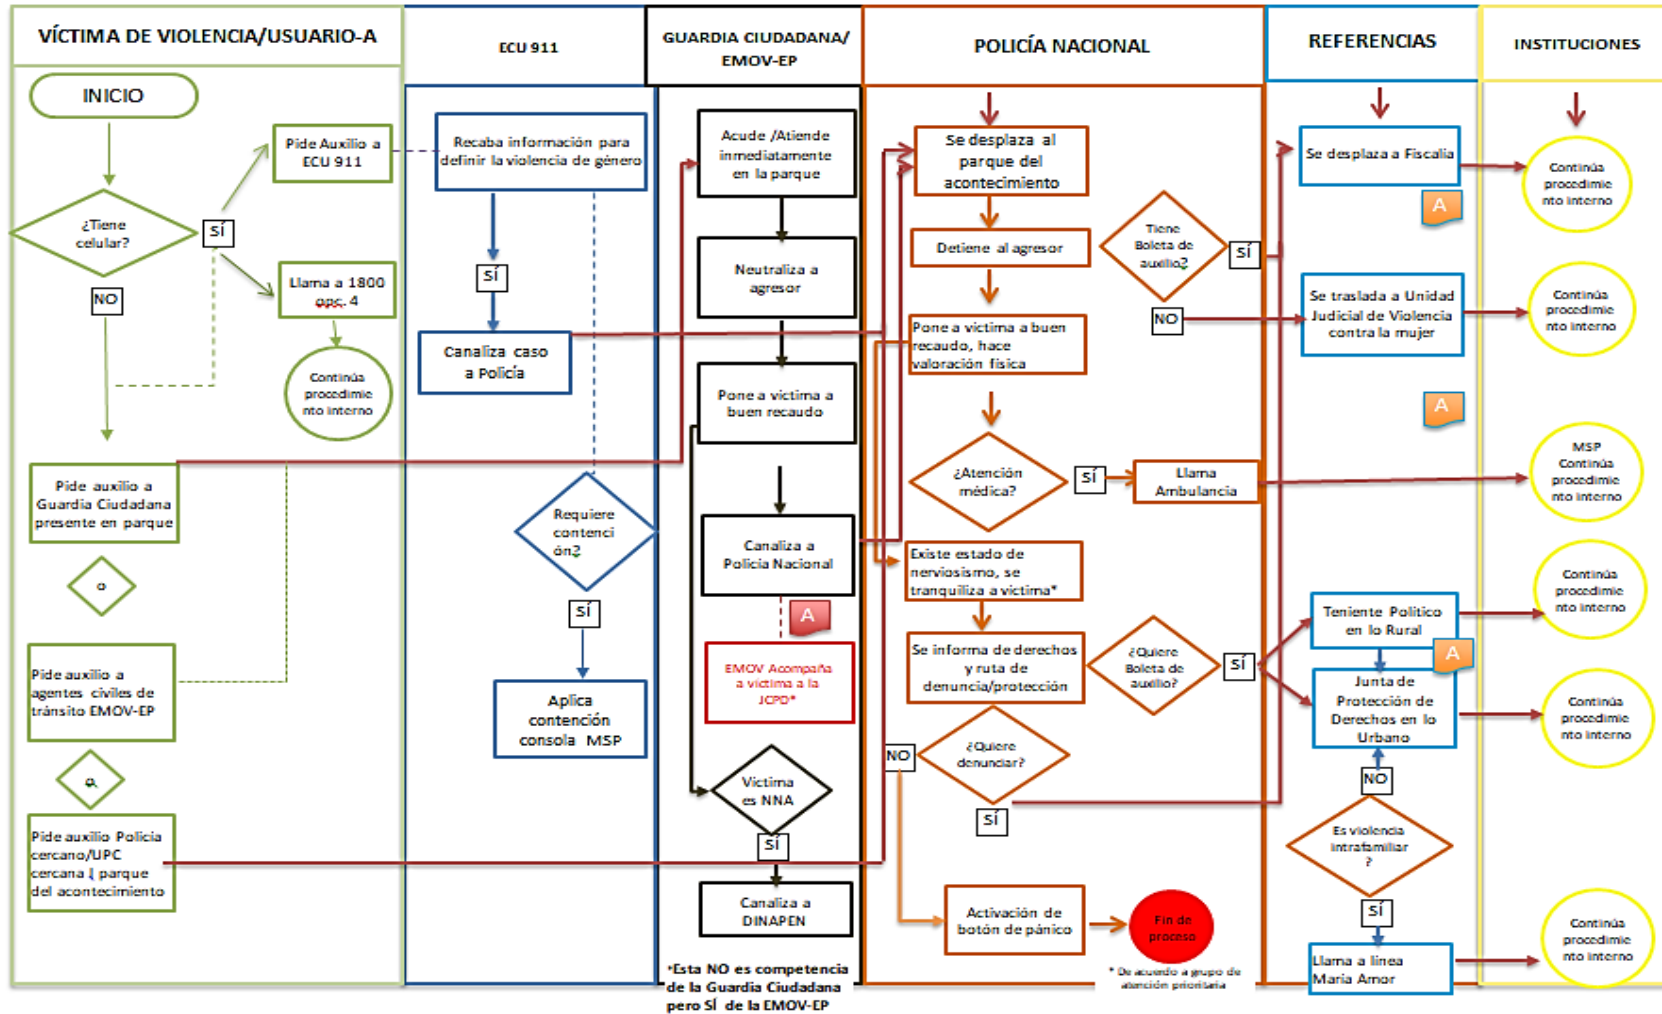 VÍCTIMA DE VIOLENCIA/USUARIO-A
INICIO
¿Tiene
celular?
SÍ
NO
Pide Auxilio a
ECU 911
Llama a 1800
opc. 4
Continúa
procedimie
nto interno
Pide auxilio a
Guardia Ciudadana
presente en parque
o
Pide auxilio a
agentes civiles de
tránsito EMOV-EP
o
Pide auxilio Policía
cercano/UPC
cercana | parque
del acontecimiento
ECU 911
Recaba información para
definir la violencia de género
SÍ
Canaliza caso
a Policía
Requiere
contenci
ón?
SÍ
Aplica
contención
consola MSP
GUARDIA CIUDADANA/
EMOV-EP
Acude /Atiende
inmediatamente
en la parque
Neutraliza a
agresor
Pone a víctima a
buen recaudo
Canaliza a
Policía Nacional
A
EMOV Acompaña
a víctima a la
JCPD*
Víctima
es NNA
SÍ
Canaliza a
DINAPEN
*Esta NO es competencia
de la Guardia Ciudadana
pero SÍ de la EMOV-EP
POLICÍA NACIONAL
Se desplaza al
parque del
acontecimiento
Detiene al agresor
Tiene
Boleta de
auxilio?
SÍ
NO
Pone a víctima a buen
recaudo, hace
valoración física
¿Atención
médica?
SÍ
Llama
Ambulancia
Existe estado de
nerviosismo, se
tranquiliza a víctima*
Se informa de derechos
y ruta de
denuncia/protección
¿Quiere
Boleta de
auxilio?
SÍ
¿Quiere
denunciar?
NO
SÍ
Activación de
botón de pánico
Fin de
proceso
* De acuerdo a grupo de
atención prioritaria
REFERENCIAS
Se desplaza a Fiscalía
A
Se traslada a Unidad
Judicial de Violencia
contra la mujer
A
Teniente Político
en lo Rural
A
Junta de
Protección de
Derechos en lo
Urbano
NO
Es violencia
intrafamiliar
?
SÍ
Llama a línea
María Amor
INSTITUCIONES
Continúa
procedimie
nto interno
Continúa
procedimie
nto interno
MSP
Continúa
procedimie
nto interno
Continúa
procedimie
nto interno
Continúa
procedimie
nto interno
Continúa
procedimie
nto interno